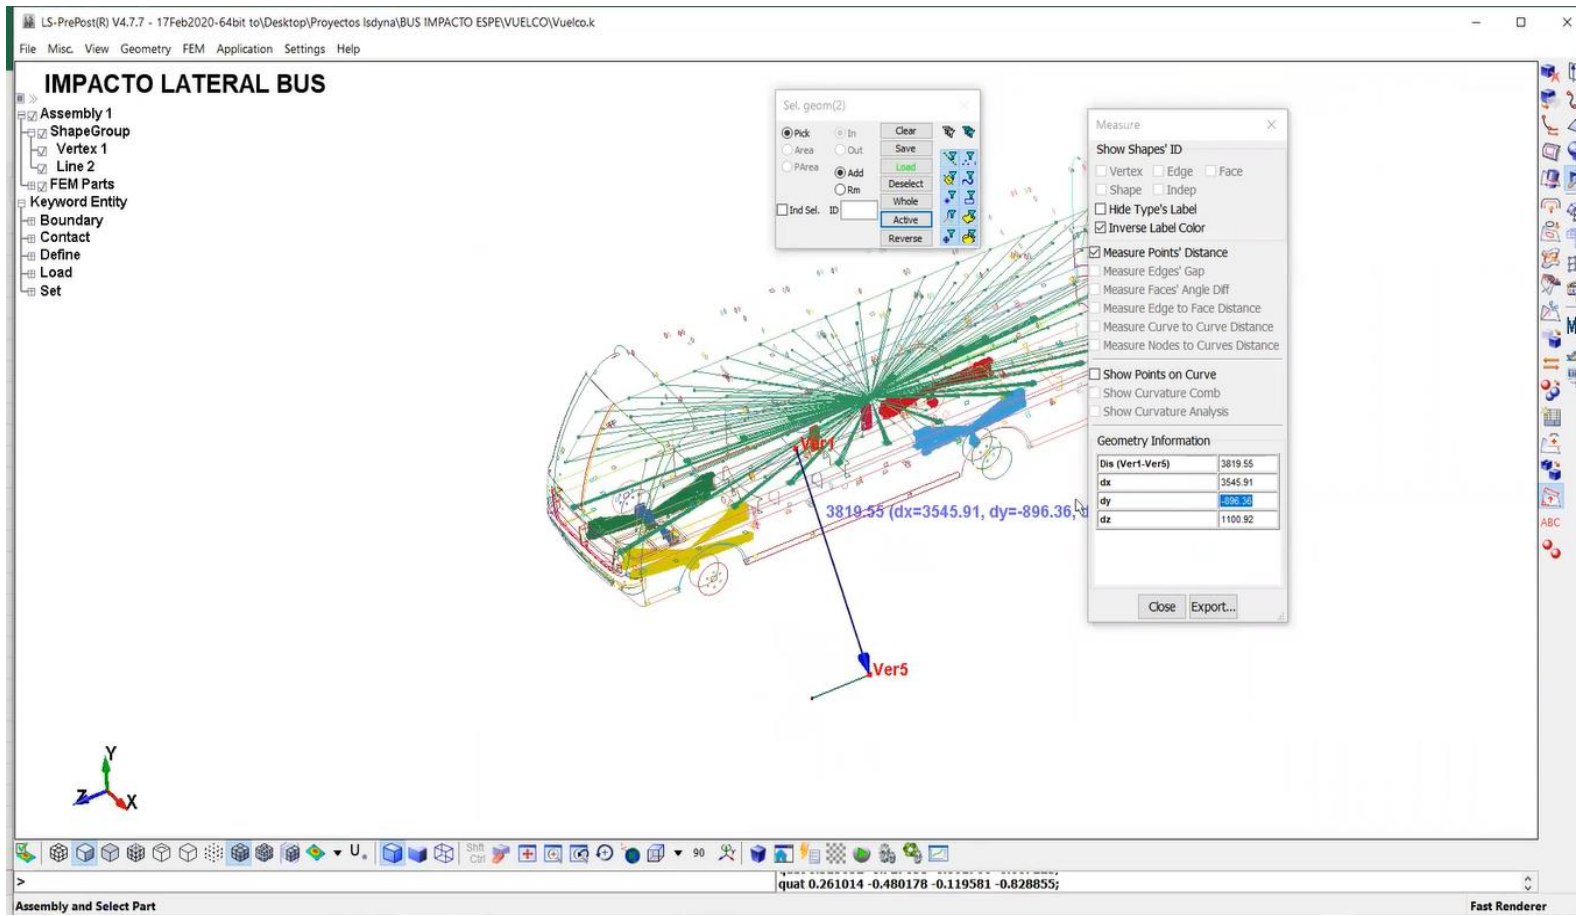 LS-PrePost(R) V4.7.7 - 17Feb2020-64bit to\Desktop\Proyectos lsdyna\BUS IMPACTO ESPE\VUELCO\Vuelco.k
File Misc. View Geometry FEM Application Settings Help
IMPACTO LATERAL BUS
Assembly 1
ShapeGroup
Vertex 1
Line 2
FEM Parts
Keyword Entity
Boundary
Contact
Define
Load
Set
Sel. geom(2)
Pick In Clear
Area Out Save
PArea Load
Add Deselect
Rm Whole
Ind Sel. ID Active
Reverse
Measure
Show Shapes' ID
Vertex Edge Face
Shape Indep
Hide Type's Label
Inverse Label Color
Measure Points' Distance
Measure Edges' Gap
Measure Faces' Angle Diff
Measure Edge to Face Distance
Measure Curve to Curve Distance
Measure Nodes to Curves Distance
Show Points on Curve
Show Curvature Comb
Show Curvature Analysis
Geometry Information
Dis (Ver1-Ver5) 3819.55
dx 3545.91
dy -896.36
dz 1100.92
Close Export...
Ver1
3819.55 (dx=3545.91, dy=-896.36,
Ver5
Y
Z
X
ABC
U.
Shft
Ctrl
90
>
quat 0.261014 -0.480178 -0.119581 -0.828855;
Assembly and Select Part
Fast Renderer